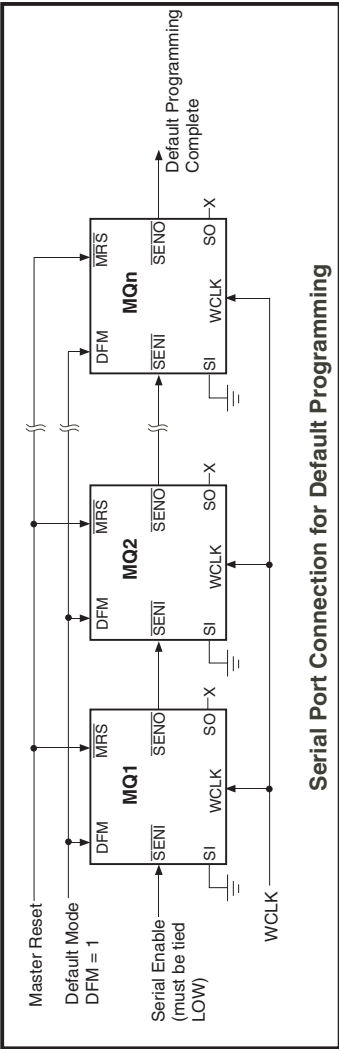 Master Reset
Default Mode
DFM = 1
Serial Enable
(must be tied
LOW)
WCLK
DFM
MRS
MQ1
SENI
SENO
SI
WCLK
SO
X
DFM
MRS
MQ2
SENI
SENO
SI
WCLK
SO
X
DFM
MRS
MQn
SENI
SENO
SI
WCLK
SO
X
Default Programming
Complete
Serial Port Connection for Default Programming